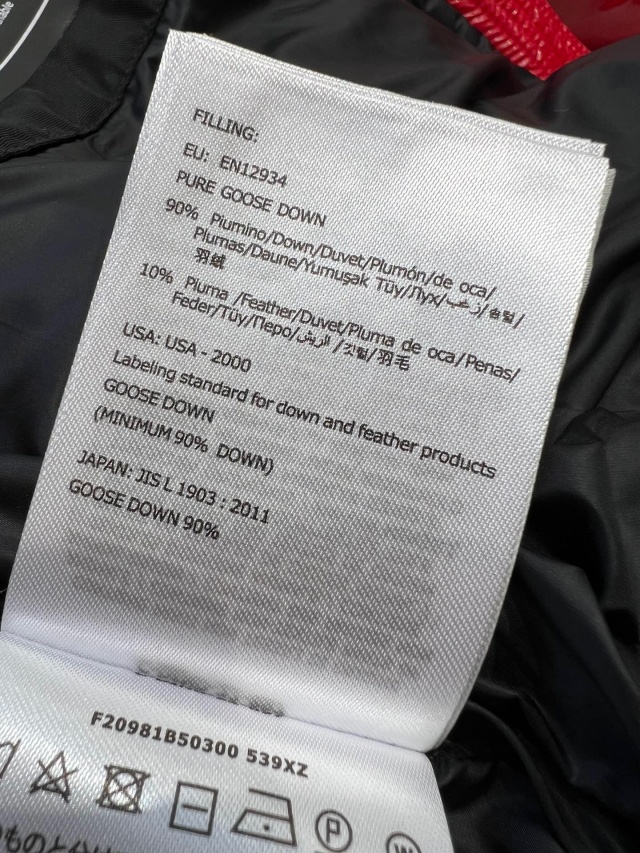 FILLING:
EU: EN12934
PURE GOOSE DOWN
90% Piumino/Down/Duvet/Plumón/de oca/
Plumas/Daune/Yumuşak Tüy/Пух/زغب/솜털/
羽绒
10% Piuma /Feather/Duvet/Pluma de oca/Penas/
Feder/Tüy/Перо/الريش/깃털/羽毛
USA: USA - 2000
Labeling standard for down and feather products
GOOSE DOWN
(MINIMUM 90% DOWN)
JAPAN: JIS L 1903 : 2011
GOOSE DOWN 90%
F20981B50300 539XZ
P
W